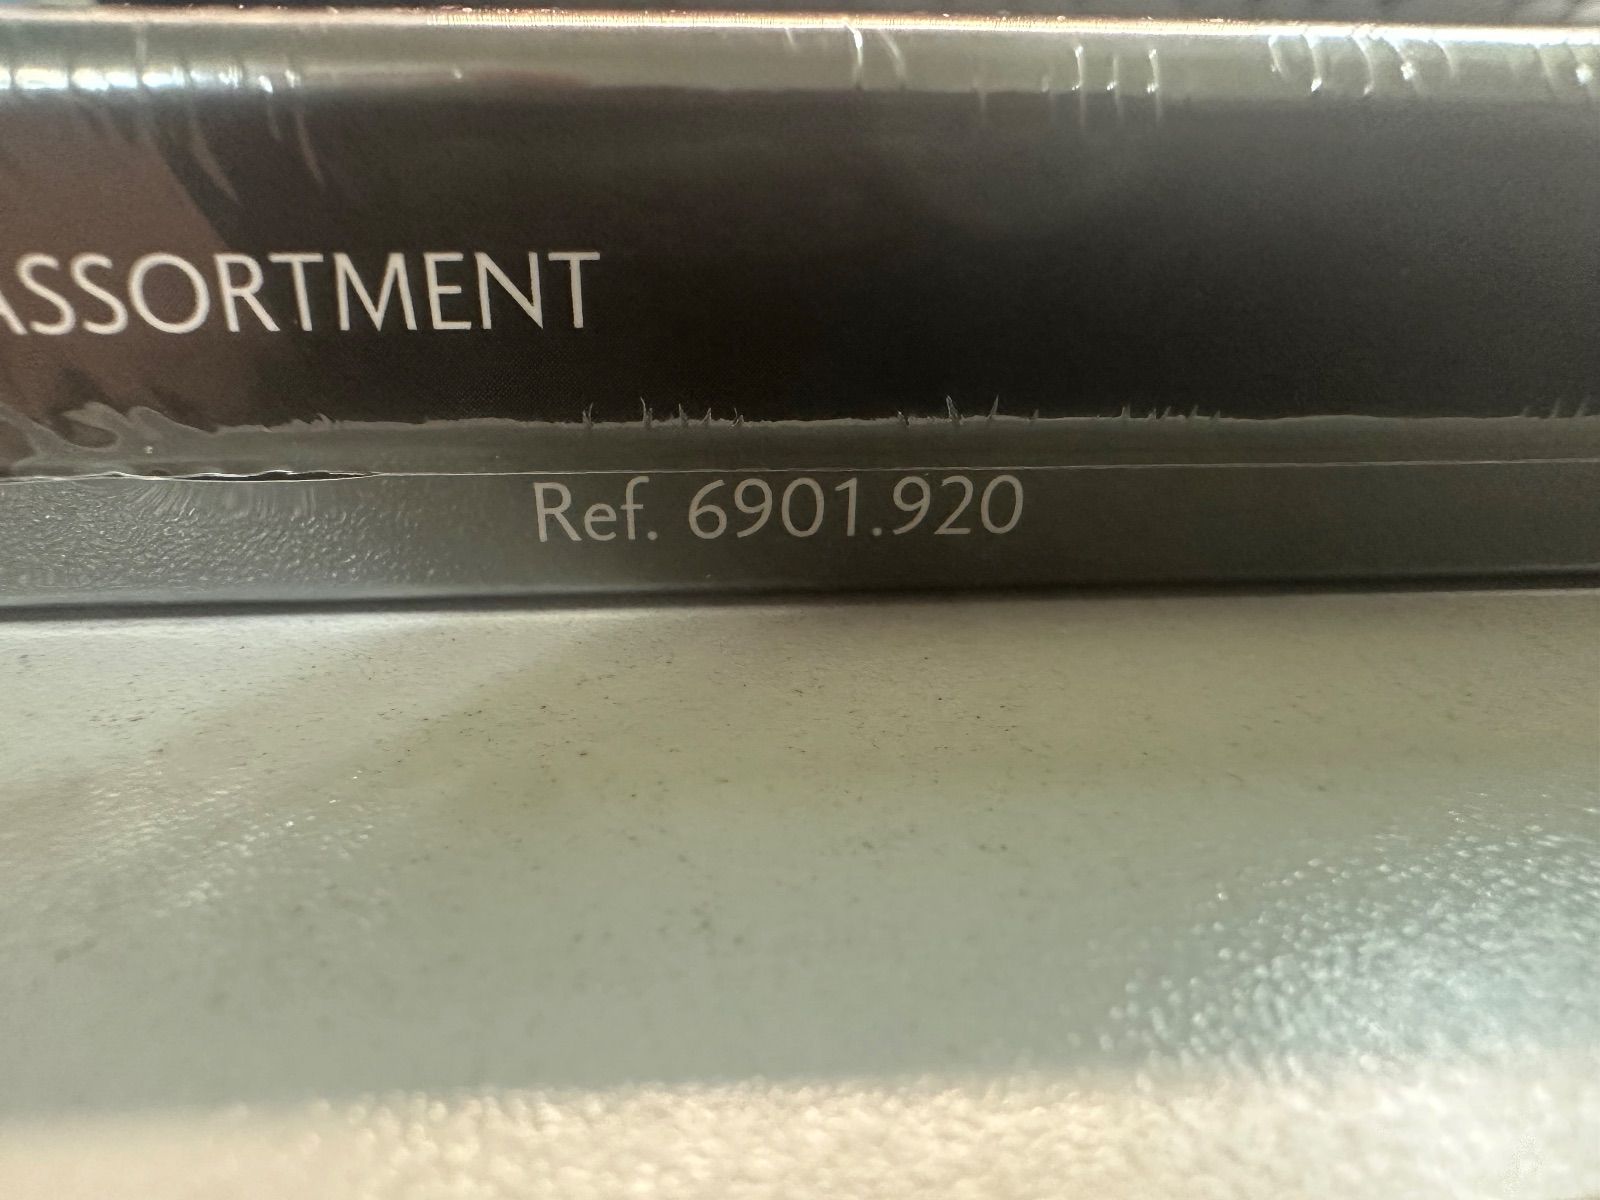 ASSORTMENT
Ref. 6901.920